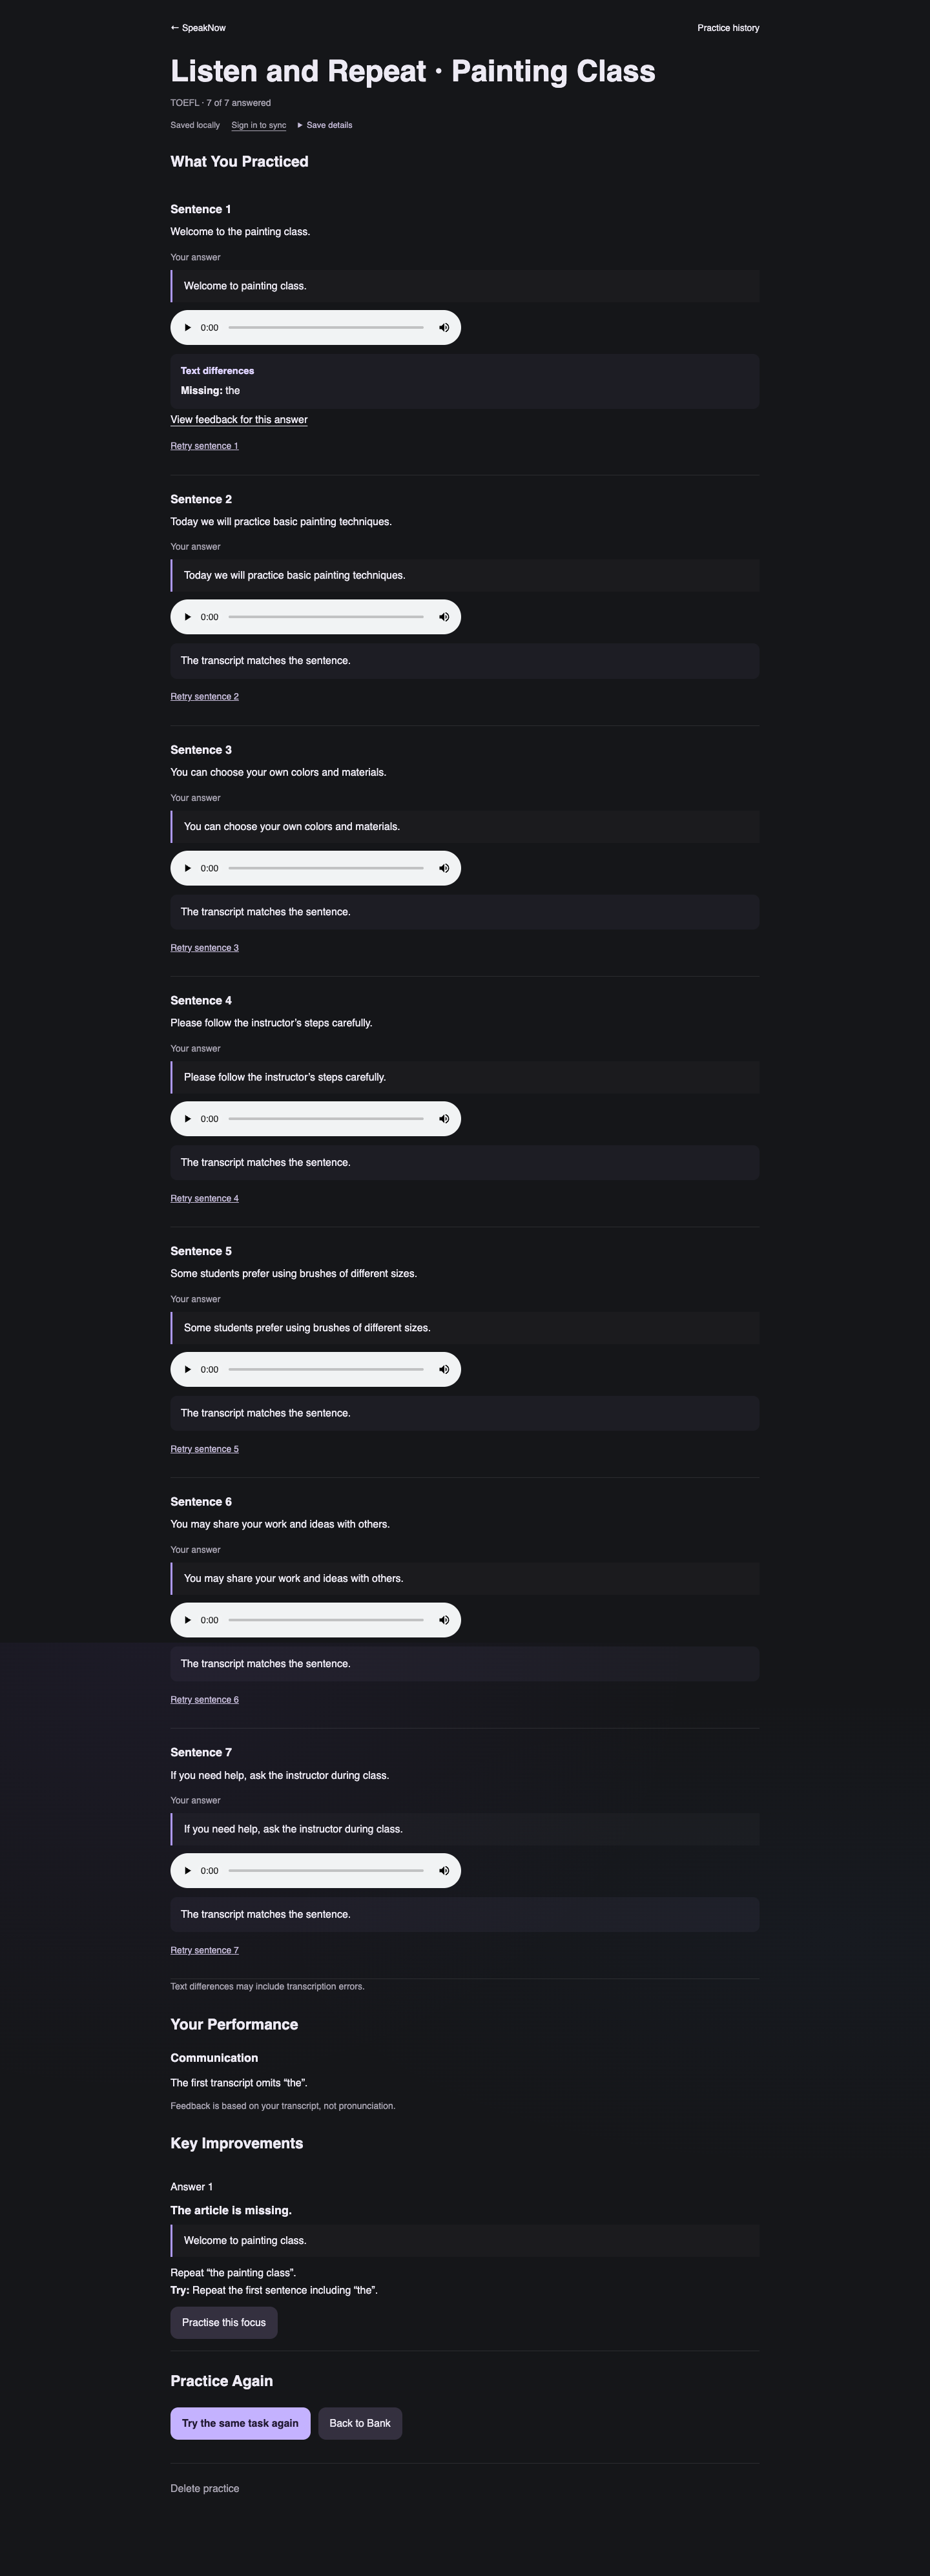 ← SpeakNow
Practice history
Listen and Repeat · Painting Class
TOEFL · 7 of 7 answered
Saved locally Sign in to sync ▶ Save details
What You Practiced
Sentence 1
Welcome to the painting class.
Your answer
Welcome to painting class.
0:00
Text differences
Missing: the
View feedback for this answer
Retry sentence 1
Sentence 2
Today we will practice basic painting techniques.
Your answer
Today we will practice basic painting techniques.
0:00
The transcript matches the sentence.
Retry sentence 2
Sentence 3
You can choose your own colors and materials.
Your answer
You can choose your own colors and materials.
0:00
The transcript matches the sentence.
Retry sentence 3
Sentence 4
Please follow the instructor’s steps carefully.
Your answer
Please follow the instructor’s steps carefully.
0:00
The transcript matches the sentence.
Retry sentence 4
Sentence 5
Some students prefer using brushes of different sizes.
Your answer
Some students prefer using brushes of different sizes.
0:00
The transcript matches the sentence.
Retry sentence 5
Sentence 6
You may share your work and ideas with others.
Your answer
You may share your work and ideas with others.
0:00
The transcript matches the sentence.
Retry sentence 6
Sentence 7
If you need help, ask the instructor during class.
Your answer
If you need help, ask the instructor during class.
0:00
The transcript matches the sentence.
Retry sentence 7
Text differences may include transcription errors.
Your Performance
Communication
The first transcript omits “the”.
Feedback is based on your transcript, not pronunciation.
Key Improvements
Answer 1
The article is missing.
Welcome to painting class.
Repeat “the painting class”.
Try: Repeat the first sentence including “the”.
Practise this focus
Practice Again
Try the same task again
Back to Bank
Delete practice